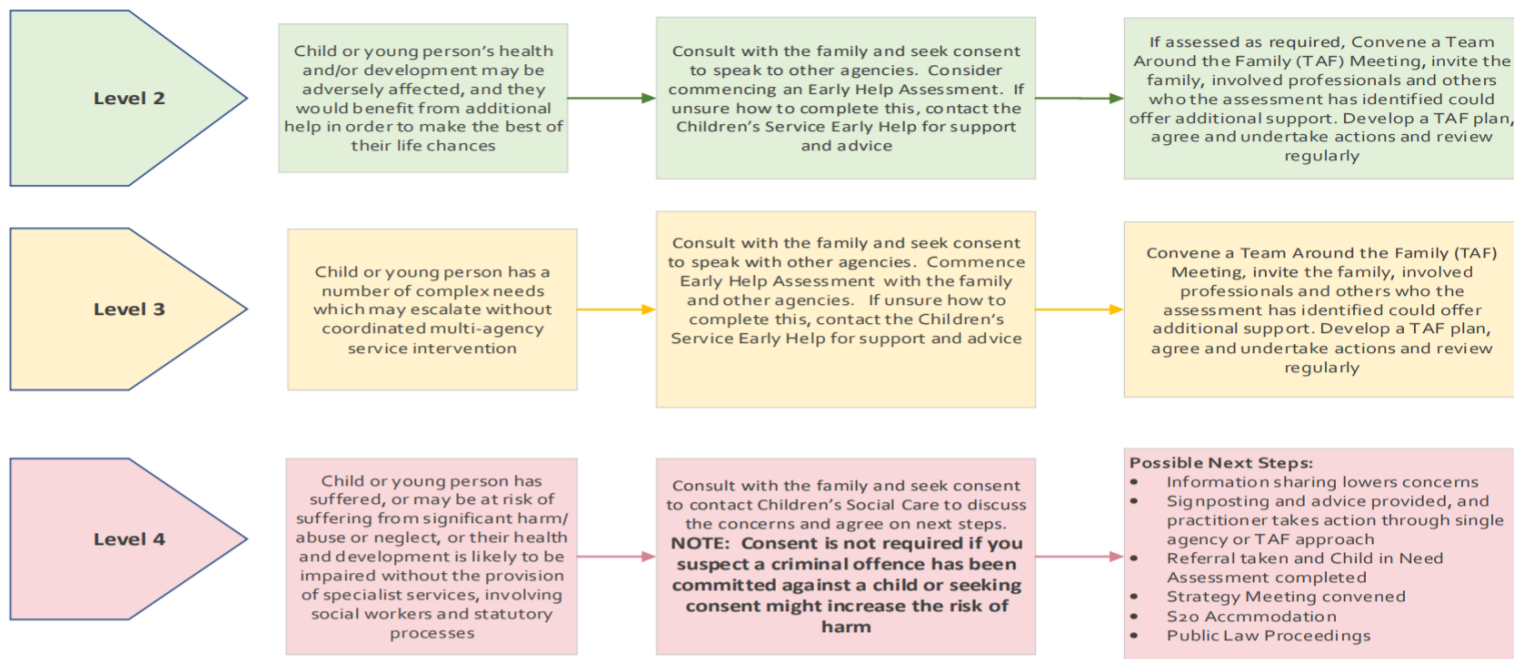 Level 2
Child or young person's health
and/or development may be
adversely affected, and they
would benefit from additional
help in order to make the best of
their life chances
Consult with the family and seek consent
to speak to other agencies. Consider
commencing an Early Help Assessment. If
unsure how to complete this, contact the
Children's Service Early Help for support
and advice
If assessed as required, Convene a Team
Around the Family (TAF) Meeting, invite the
family, involved professionals and others
who the assessment has identified could
offer additional support. Develop a TAF plan,
agree and undertake actions and review
regularly
Level 3
Child or young person has a
number of complex needs
which may escalate without
coordinated multi-agency
service intervention
Consult with the family and seek consent
to speak with other agencies. Commence
Early Help Assessment with the family
and other agencies. If unsure how to
complete this, contact the Children's
Service Early Help for support and advice
Convene a Team Around the Family (TAF)
Meeting, invite the family, involved
professionals and others who the
assessment has identified could offer
additional support. Develop a TAF plan,
agree and undertake actions and review
regularly
Level 4
Child or young person has
suffered, or may be at risk of
suffering from significant harm/
abuse or neglect, or their health
and development is likely to be
impaired without the provision
of specialist services, involving
social workers and statutory
processes
Consult with the family and seek consent
to contact Children's Social Care to discuss
the concerns and agree on next steps.
NOTE: Consent is not required if you
suspect a criminal offence has been
committed against a child or seeking
consent might increase the risk of
harm
Possible Next Steps:
• Information sharing lowers concerns
• Signposting and advice provided, and
practitioner takes action through single
agency or TAF approach
• Referral taken and Child in Need
Assessment completed
• Strategy Meeting convened
• S20 Accmmodation
• Public Law Proceedings